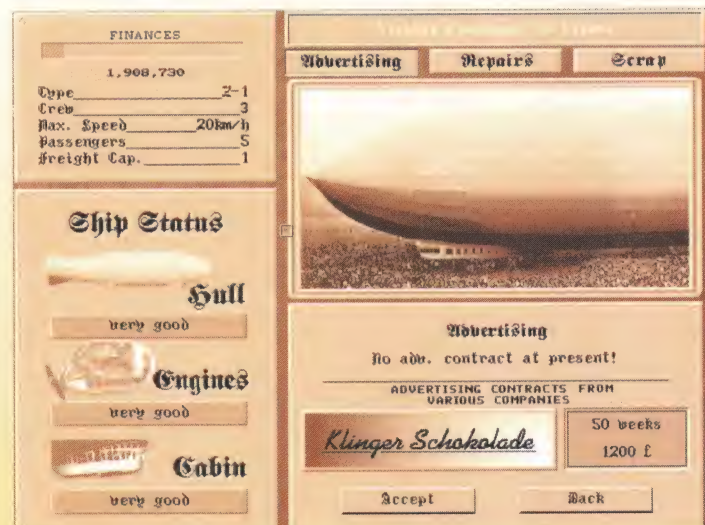 FINANCES
1,908,730
Type 2-1
Crew 3
Max. Speed 20km/h
Passengers 5
Freight Cap. 1
Ship Status
Hull
very good
Engines
very good
Cabin
very good
Advertising Repairs Scrap
Advertising
No adv. contract at present!
ADVERTISING CONTRACTS FROM
VARIOUS COMPANIES
Klinger Schokolade
50 weeks
1200 £
Accept Back